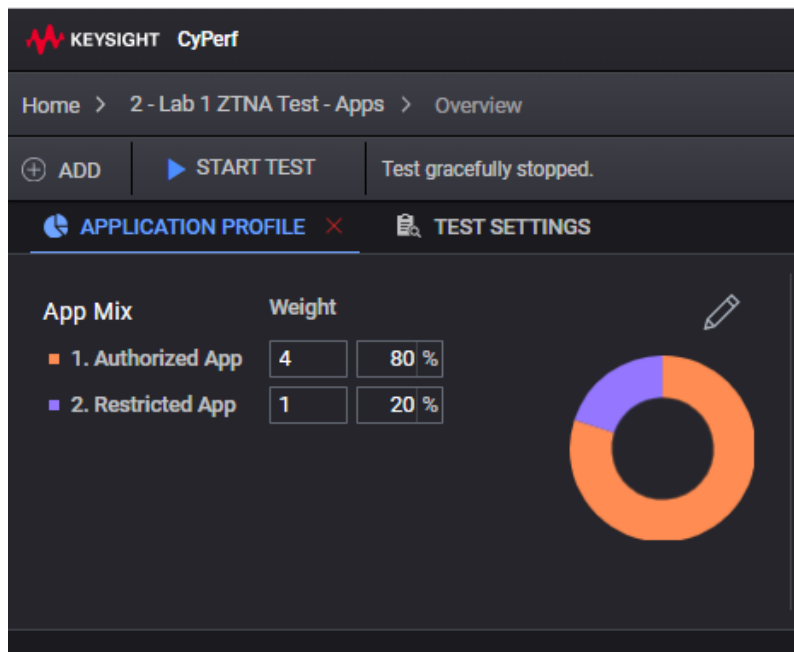 KEYSIGHT CyPerf
Home > 2 - Lab 1 ZTNA Test - Apps > Overview
ADD START TEST Test gracefully stopped.
APPLICATION PROFILE TEST SETTINGS
App Mix Weight
1. Authorized App 4 80 %
2. Restricted App 1 20 %